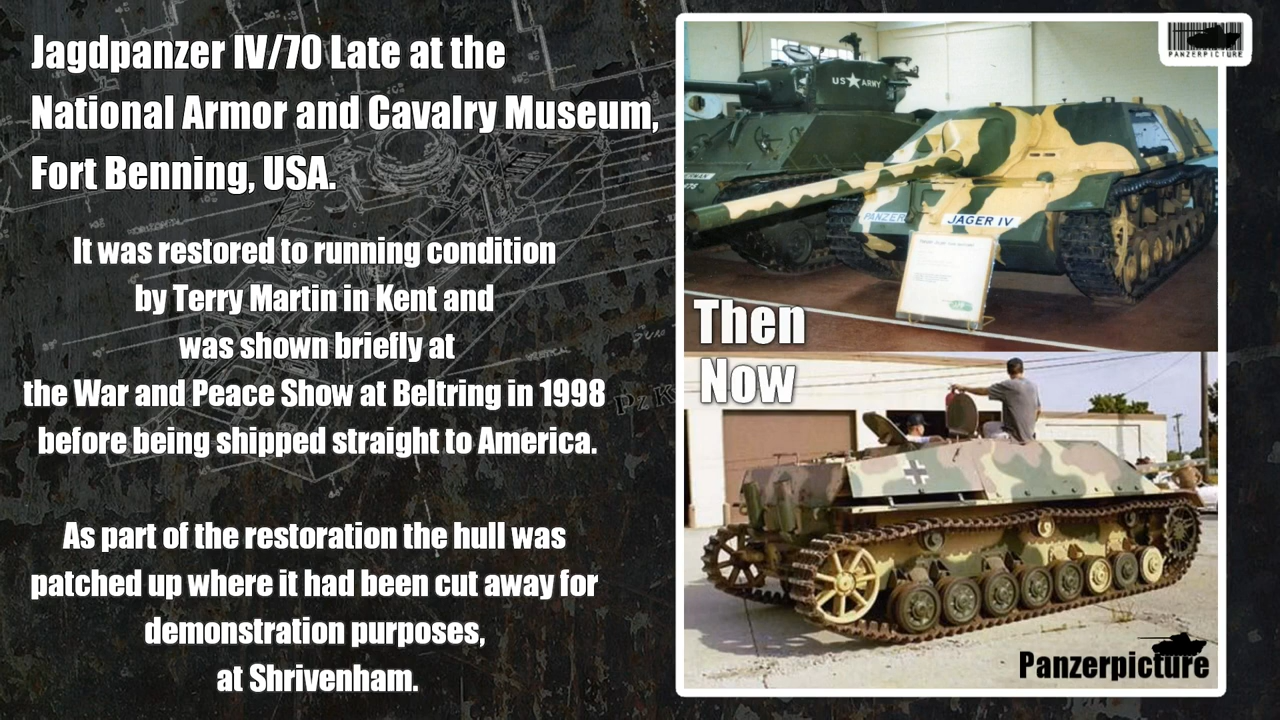 Jagdpanzer IV/70 Late at the
National Armor and Cavalry Museum,
Fort Benning, USA.
It was restored to running condition
by Terry Martin in Kent and
was shown briefly at
the War and Peace Show at Beltring in 1998
before being shipped straight to America.
As part of the restoration the hull was
patched up where it had been cut away for
demonstration purposes,
at Shrivenham.
PANZERPICTURE
US ARMY
PANZER JAGER IV
Then
Now
Panzerpicture